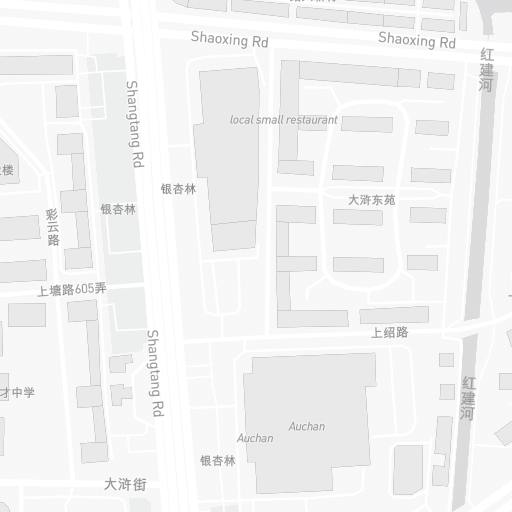 Shaoxing Rd
Shaoxing Rd
红建河
Shangtang Rd
local small restaurant
楼
银杏林
大浒东苑
银杏林
彩云路
上塘路605弄
Shangtang Rd
上绍路
红建河
才中学
Auchan
Auchan
银杏林
大浒街